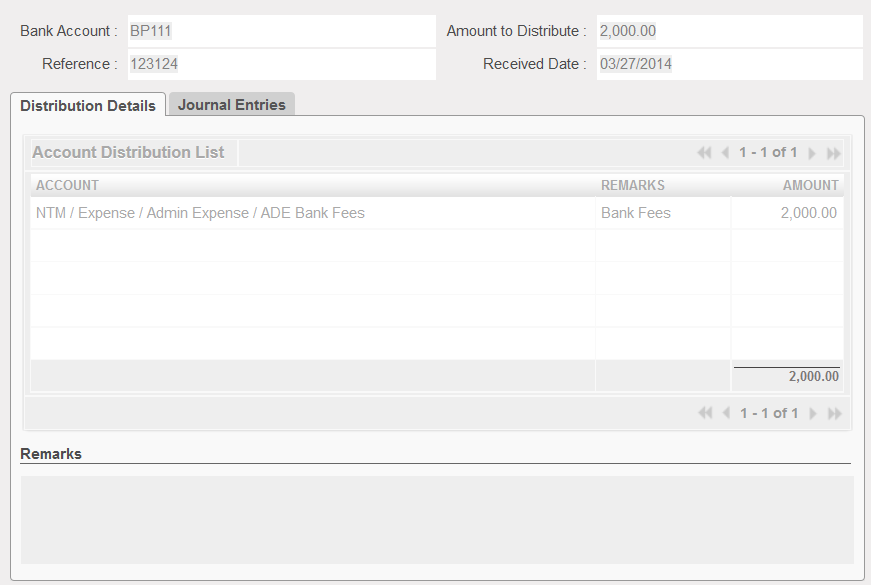 Bank Account : BP111 Amount to Distribute : 2,000.00
Reference : 123124 Received Date : 03/27/2014
Distribution Details Journal Entries
Account Distribution List 1 - 1 of 1
ACCOUNT REMARKS AMOUNT
NTM / Expense / Admin Expense / ADE Bank Fees Bank Fees 2,000.00
2,000.00
1 - 1 of 1
Remarks